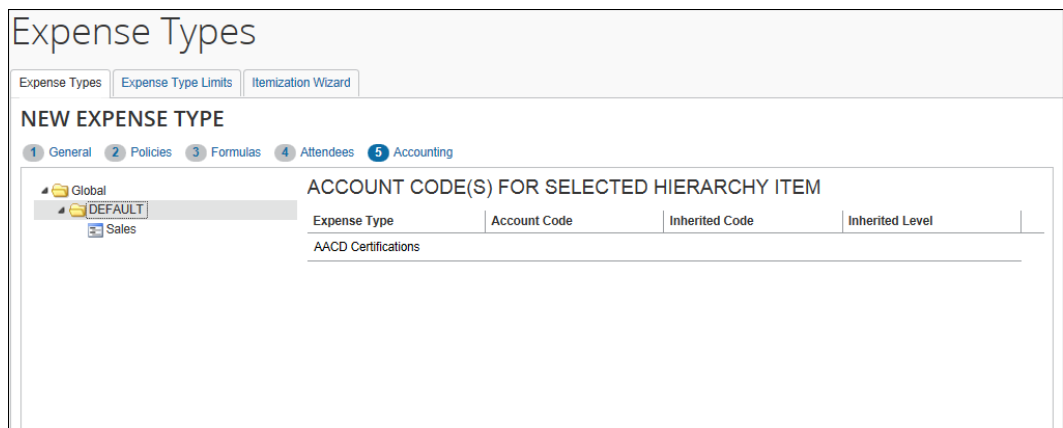 Expense Types
Expense Types Expense Type Limits Itemization Wizard
NEW EXPENSE TYPE
1 General 2 Policies 3 Formulas 4 Attendees 5 Accounting
Global
DEFAULT
Sales
ACCOUNT CODE(S) FOR SELECTED HIERARCHY ITEM
Expense Type Account Code Inherited Code Inherited Level
AACD Certifications